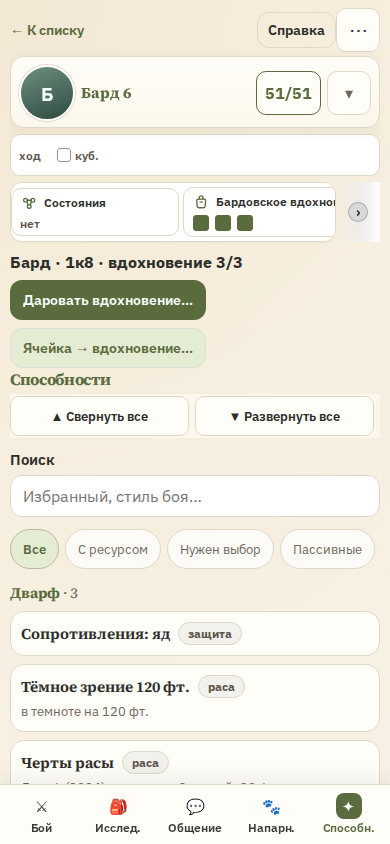 ← К списку
Справка
⋯
Б
Бард 6
51/51
▼
ход
куб.
Состояния
нет
Бардовское вдохнов
›
Бард · 1к8 · вдохновение 3/3
Даровать вдохновение…
Ячейка → вдохновение…
Способности
▲ Свернуть все
▼ Развернуть все
Поиск
Избранный, стиль боя…
Все
С ресурсом
Нужен выбор
Пассивные
Дварф · 3
Сопротивления: яд
защита
Тёмное зрение 120 фт.
раса
в темноте на 120 фт.
Черты расы
раса
Бой
Исслед.
Общение
Напарн.
Способн.